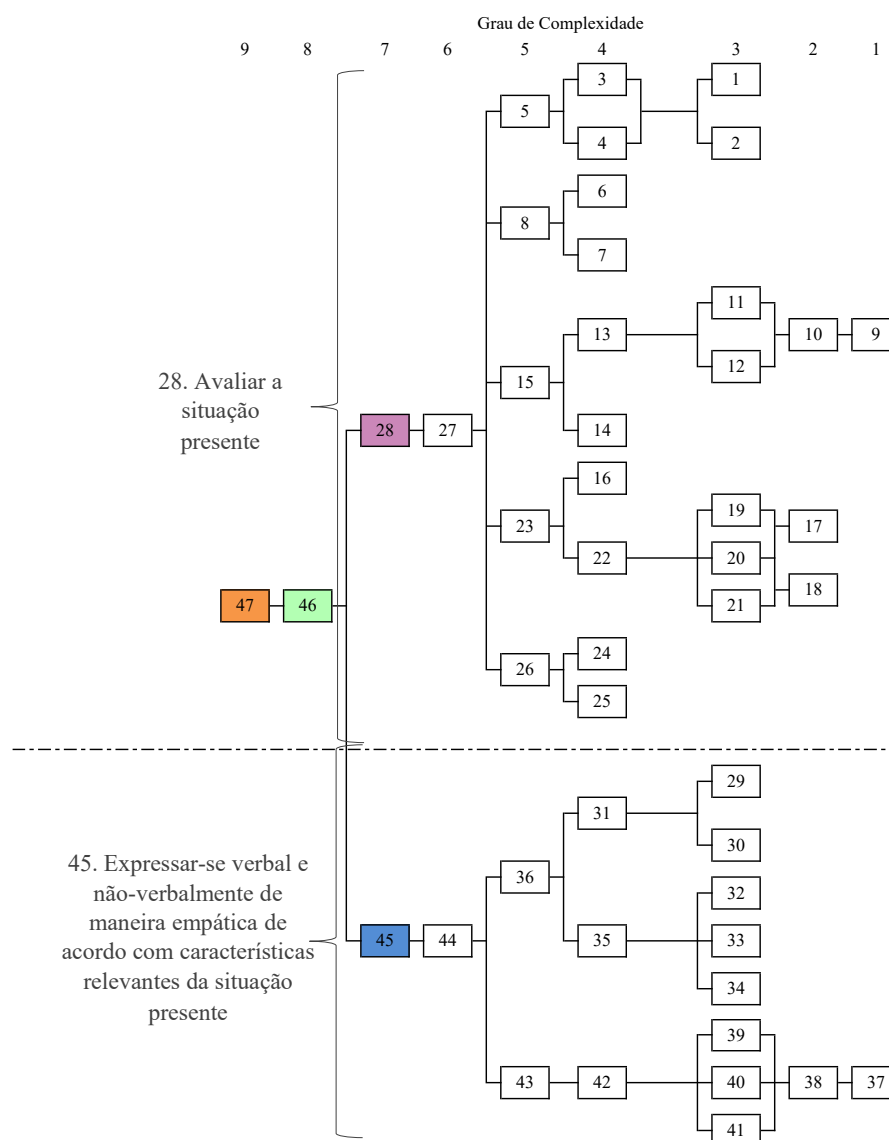 Grau de Complexidade
9 8 7 6 5 4 3 2 1
3 1
5
4 2
6
8
7
11
13 10 9
12
15
28. Avaliar a
situação
presente
28 27 14
16
19
23 17
22 20
18
47 46 21
24
26
25
29
31
30
45. Expressar-se verbal e
não-verbalmente de
maneira empática de
acordo com características
relevantes da situação
presente
36
32
45 44 35 33
34
39
43 42 40 38 37
41